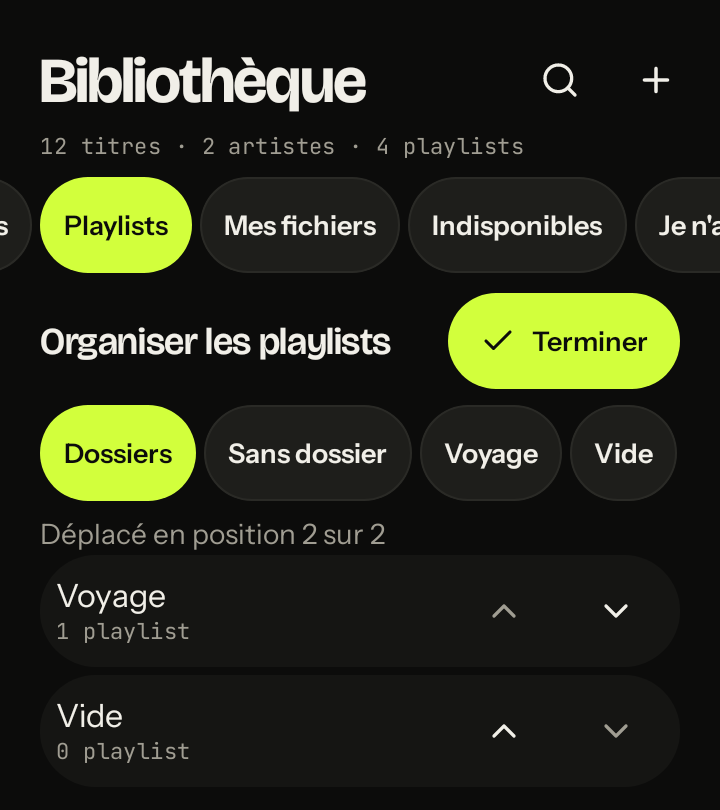 Bibliothèque
12 titres · 2 artistes · 4 playlists
s Playlists Mes fichiers Indisponibles Je n'a
Organiser les playlists Terminer
Dossiers Sans dossier Voyage Vide
Déplacé en position 2 sur 2
Voyage
1 playlist
Vide
0 playlist